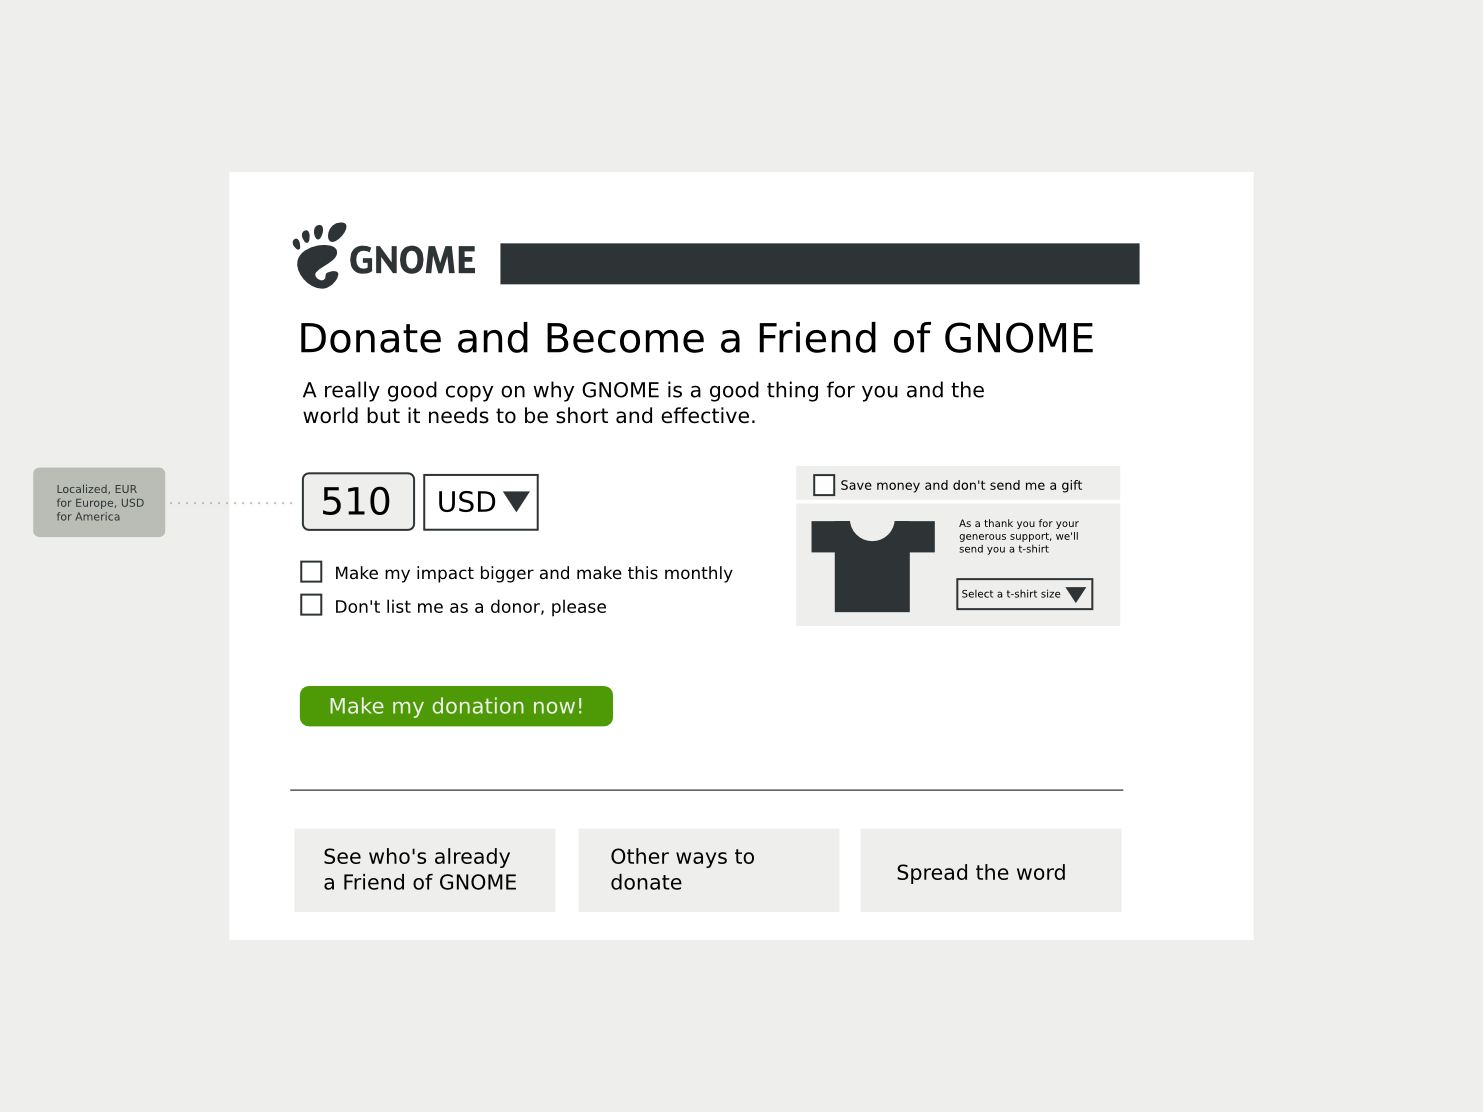 GNOME
Donate and Become a Friend of GNOME
A really good copy on why GNOME is a good thing for you and the
world but it needs to be short and effective.
Localized, EUR
for Europe, USD
for America
510
USD
Make my impact bigger and make this monthly
Don't list me as a donor, please
Save money and don't send me a gift
As a thank you for your
generous support, we'll
send you a t-shirt
Select a t-shirt size
Make my donation now!
See who's already
a Friend of GNOME
Other ways to
donate
Spread the word